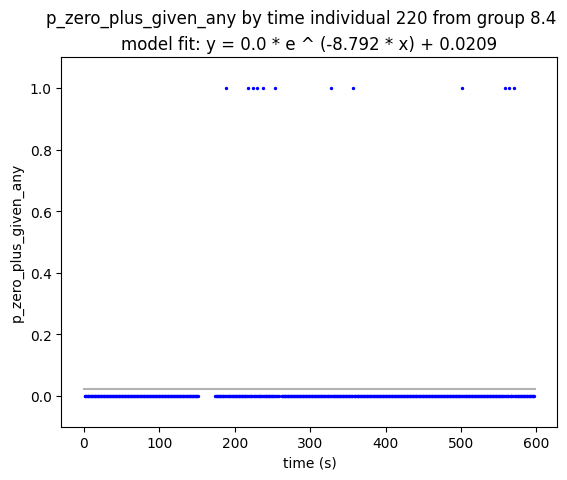 p_zero_plus_given_any by time individual 220 from group 8.4
model fit: y = 0.0 * e ^ (-8.792 * x) + 0.0209
1.0
0.8
0.6
0.4
0.2
0.0
p_zero_plus_given_any
0 100 200 300 400 500 600
time (s)